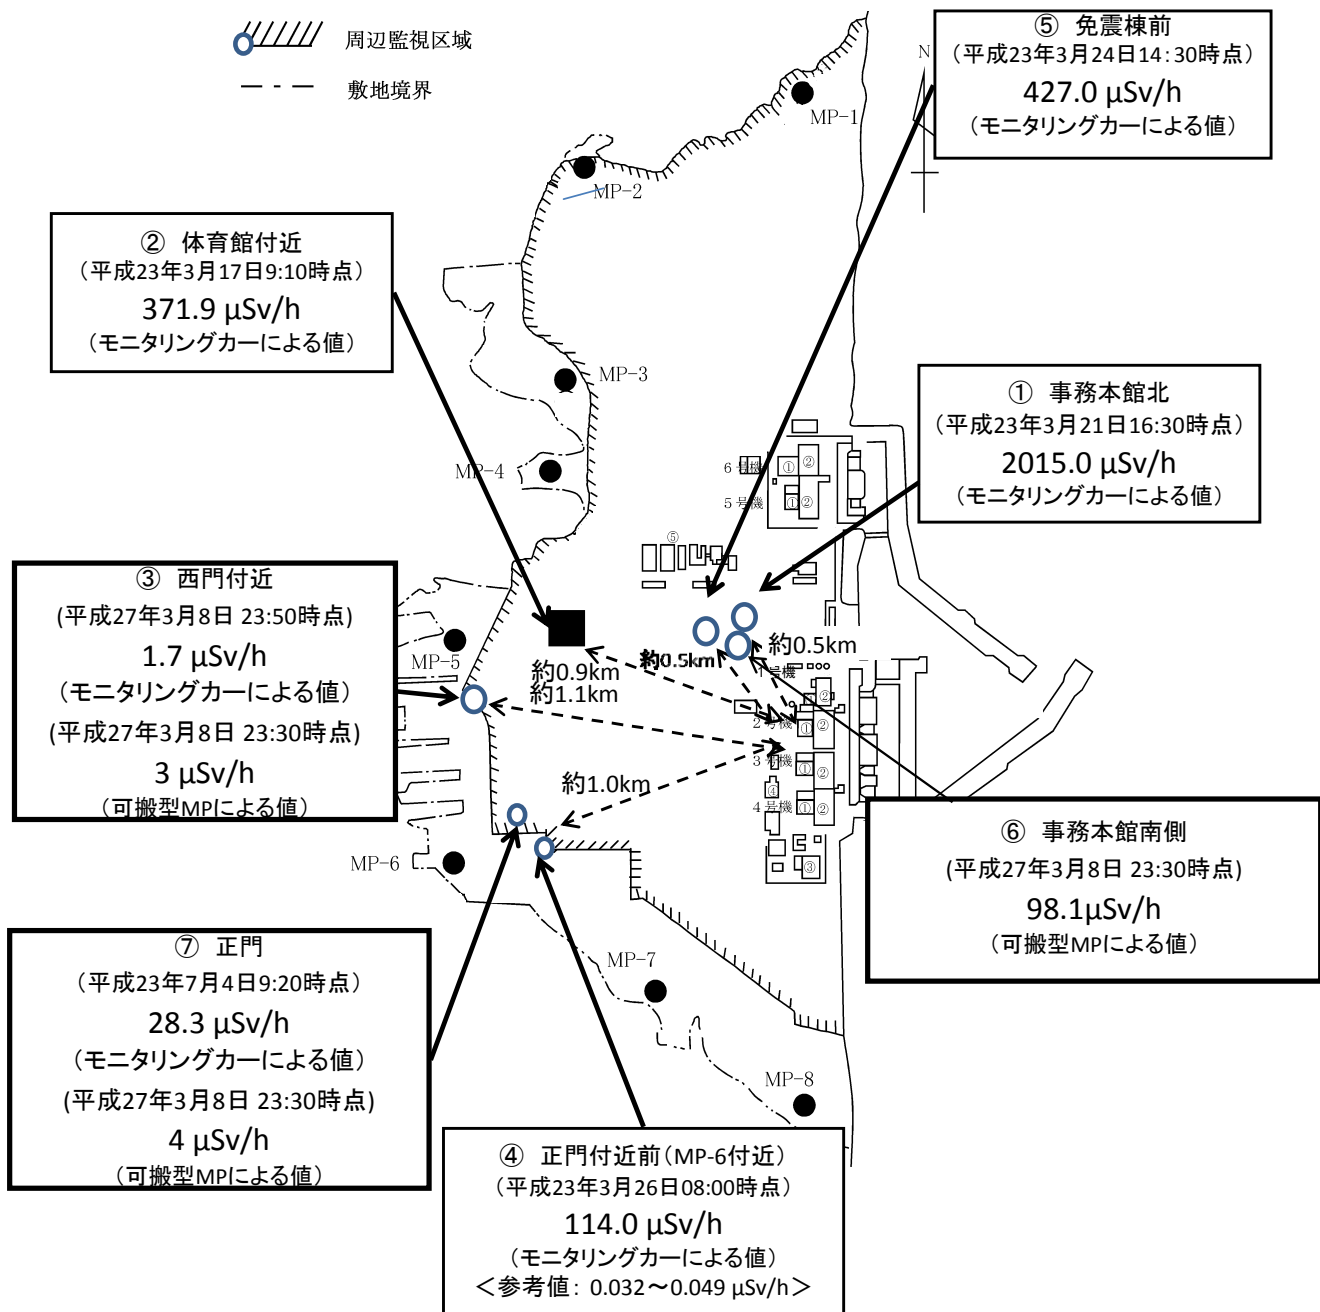 周辺監視区域
敷地境界
⑤ 免震棟前
(平成23年3月24日14:30時点)
427.0 μSv/h
(モニタリングカーによる値)
N
MP-1
MP-2
② 体育館付近
(平成23年3月17日9:10時点)
371.9 μSv/h
(モニタリングカーによる値)
MP-3
① 事務本館北
(平成23年3月21日16:30時点)
2015.0 μSv/h
(モニタリングカーによる値)
MP-4
6号機
①
②
5号機
①
②
⑤
③ 西門付近
(平成27年3月8日 23:50時点)
1.7 μSv/h
(モニタリングカーによる値)
(平成27年3月8日 23:30時点)
3 μSv/h
(可搬型MPによる値)
MP-5
約0.9km
約1.1km
約0.5km
約0.5km
1号機
②
2号機
①
②
3号機
①
②
④
4号機
①
②
③
約1.0km
MP-6
⑥ 事務本館南側
(平成27年3月8日 23:30時点)
98.1μSv/h
(可搬型MPによる値)
⑦ 正門
(平成23年7月4日9:20時点)
28.3 μSv/h
(モニタリングカーによる値)
(平成27年3月8日 23:30時点)
4 μSv/h
(可搬型MPによる値)
MP-7
MP-8
④ 正門付近前(MP-6付近)
(平成23年3月26日08:00時点)
114.0 μSv/h
(モニタリングカーによる値)
<参考値: 0.032~0.049 μSv/h>